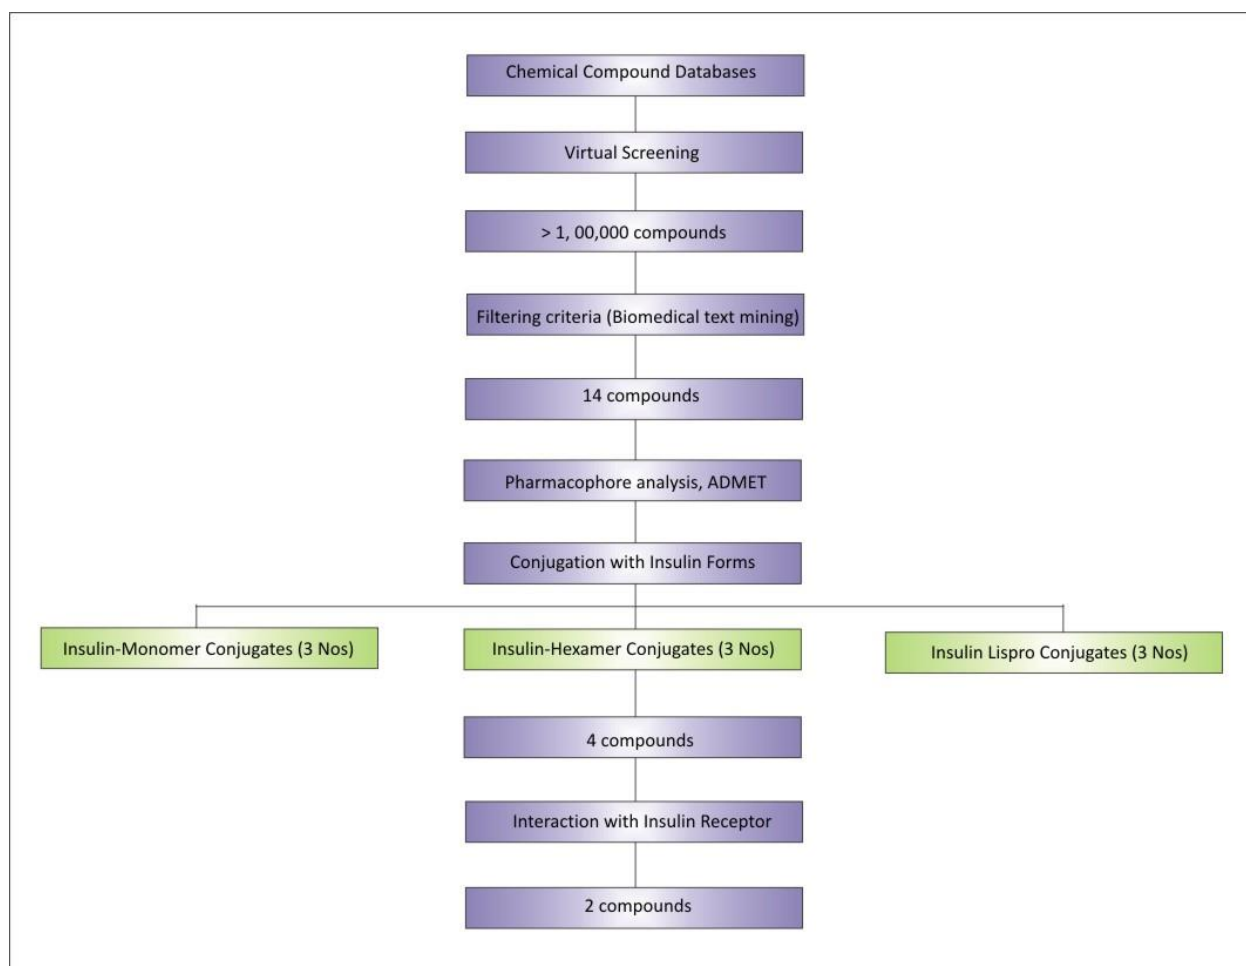 Chemical Compound Databases
Virtual Screening
> 1, 00,000 compounds
Filtering criteria (Biomedical text mining)
14 compounds
Pharmacophore analysis, ADMET
Conjugation with Insulin Forms
Insulin-Monomer Conjugates (3 Nos)
Insulin-Hexamer Conjugates (3 Nos)
Insulin Lispro Conjugates (3 Nos)
4 compounds
Interaction with Insulin Receptor
2 compounds